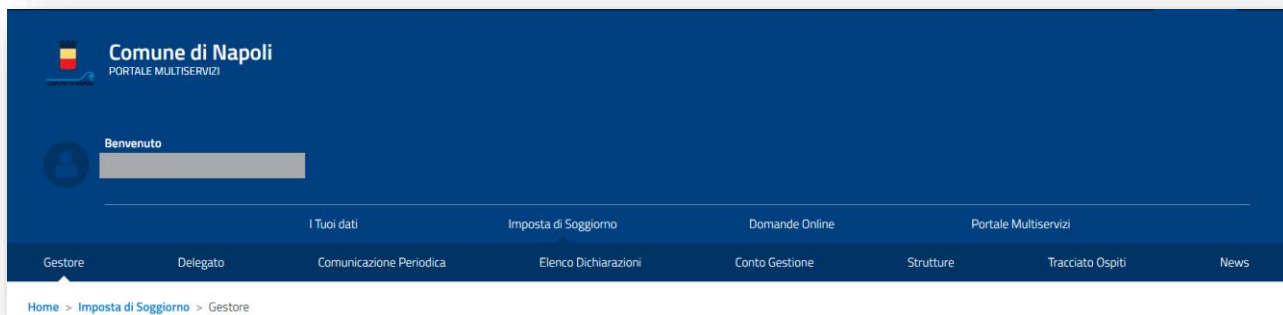 Comune di Napoli
PORTALE MULTISERVIZI
Benvenuto
I Tuoi dati Imposta di Soggiorno Domande Online Portale Multiservizi
Gestore Delegato Comunicazione Periodica Elenco Dichiarazioni Conto Gestione Strutture Tracciato Ospiti News
Home > Imposta di Soggiorno > Gestore